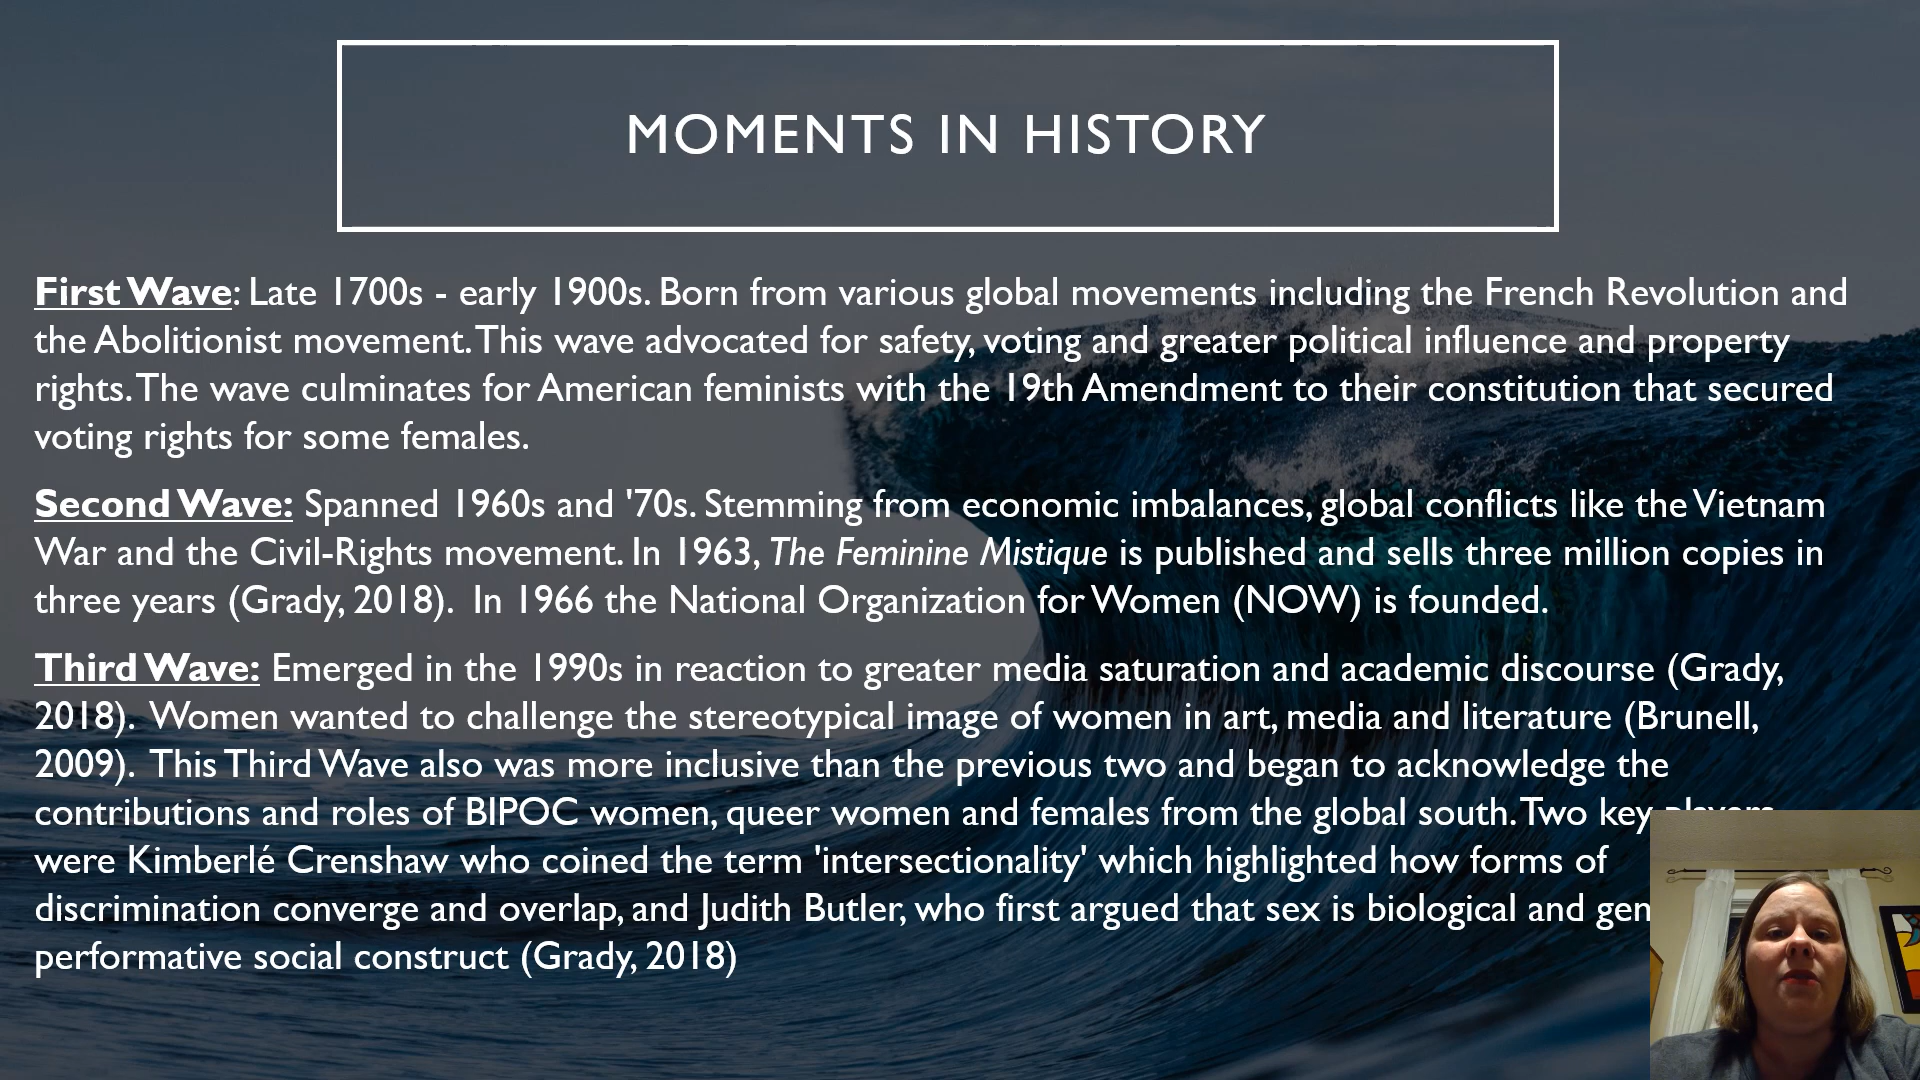 MOMENTS IN HISTORY
First Wave: Late 1700s - early 1900s. Born from various global movements including the French Revolution and
the Abolitionist movement. This wave advocated for safety, voting and greater political influence and property
rights. The wave culminates for American feminists with the 19th Amendment to their constitution that secured
voting rights for some females.
Second Wave: Spanned 1960s and '70s. Stemming from economic imbalances, global conflicts like the Vietnam
War and the Civil-Rights movement. In 1963, The Feminine Mistique is published and sells three million copies in
three years (Grady, 2018). In 1966 the National Organization for Women (NOW) is founded.
Third Wave: Emerged in the 1990s in reaction to greater media saturation and academic discourse (Grady,
2018). Women wanted to challenge the stereotypical image of women in art, media and literature (Brunell,
2009). This Third Wave also was more inclusive than the previous two and began to acknowledge the
contributions and roles of BIPOC women, queer women and females from the global south. Two key
were Kimberlé Crenshaw who coined the term 'intersectionality' which highlighted how forms of
discrimination converge and overlap, and Judith Butler, who first argued that sex is biological and
performative social construct (Grady, 2018)